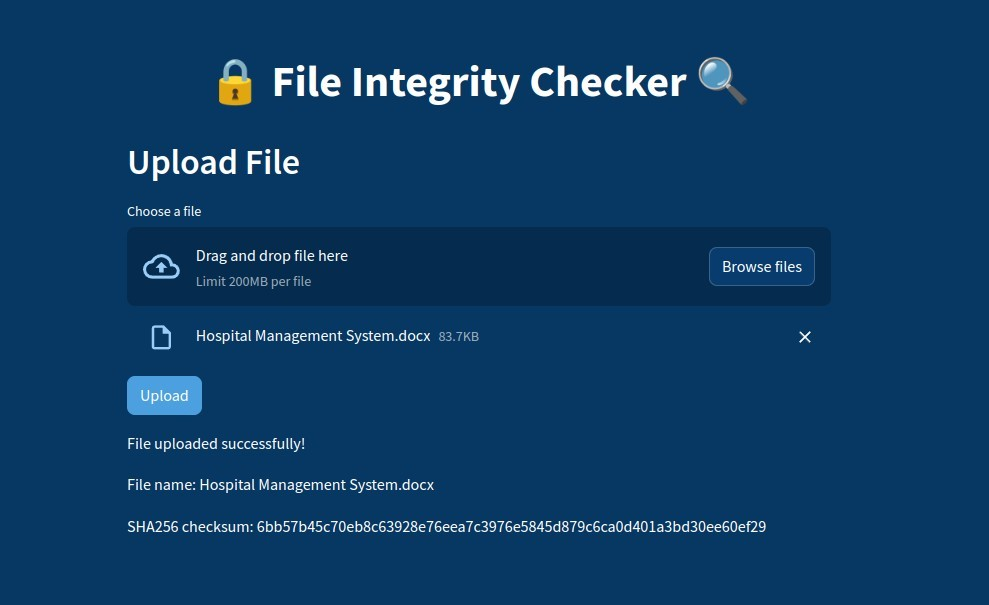 🔒 File Integrity Checker 🔍
Upload File
Choose a file
Drag and drop file here
Limit 200MB per file
Browse files
Hospital Management System.docx 83.7KB
Upload
File uploaded successfully!
File name: Hospital Management System.docx
SHA256 checksum: 6bb57b45c70eb8c63928e76eea7c3976e5845d879c6ca0d401a3bd30ee60ef29